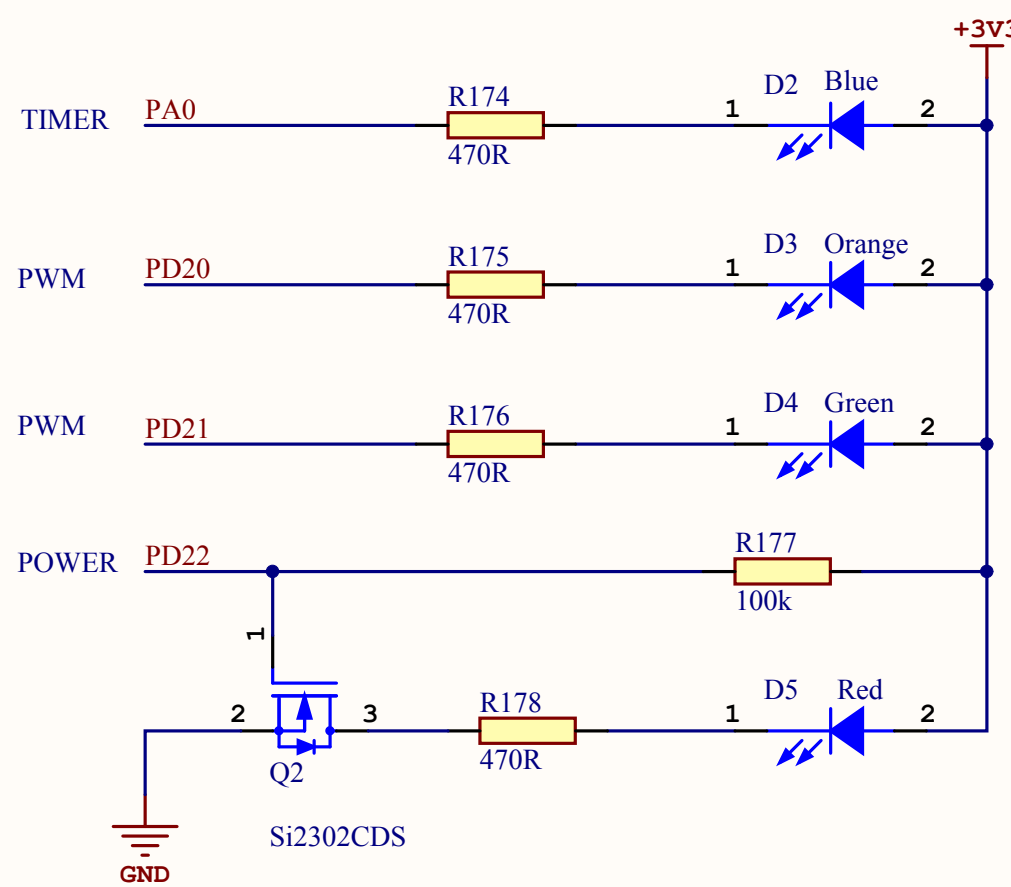 +3V3
TIMER PA0 R174 470R 1 D2 Blue 2
PWM PD20 R175 470R 1 D3 Orange 2
PWM PD21 R176 470R 1 D4 Green 2
POWER PD22 R177 100k
1
2 3 R178 470R 1 D5 Red 2
Q2
Si2302CDS
GND